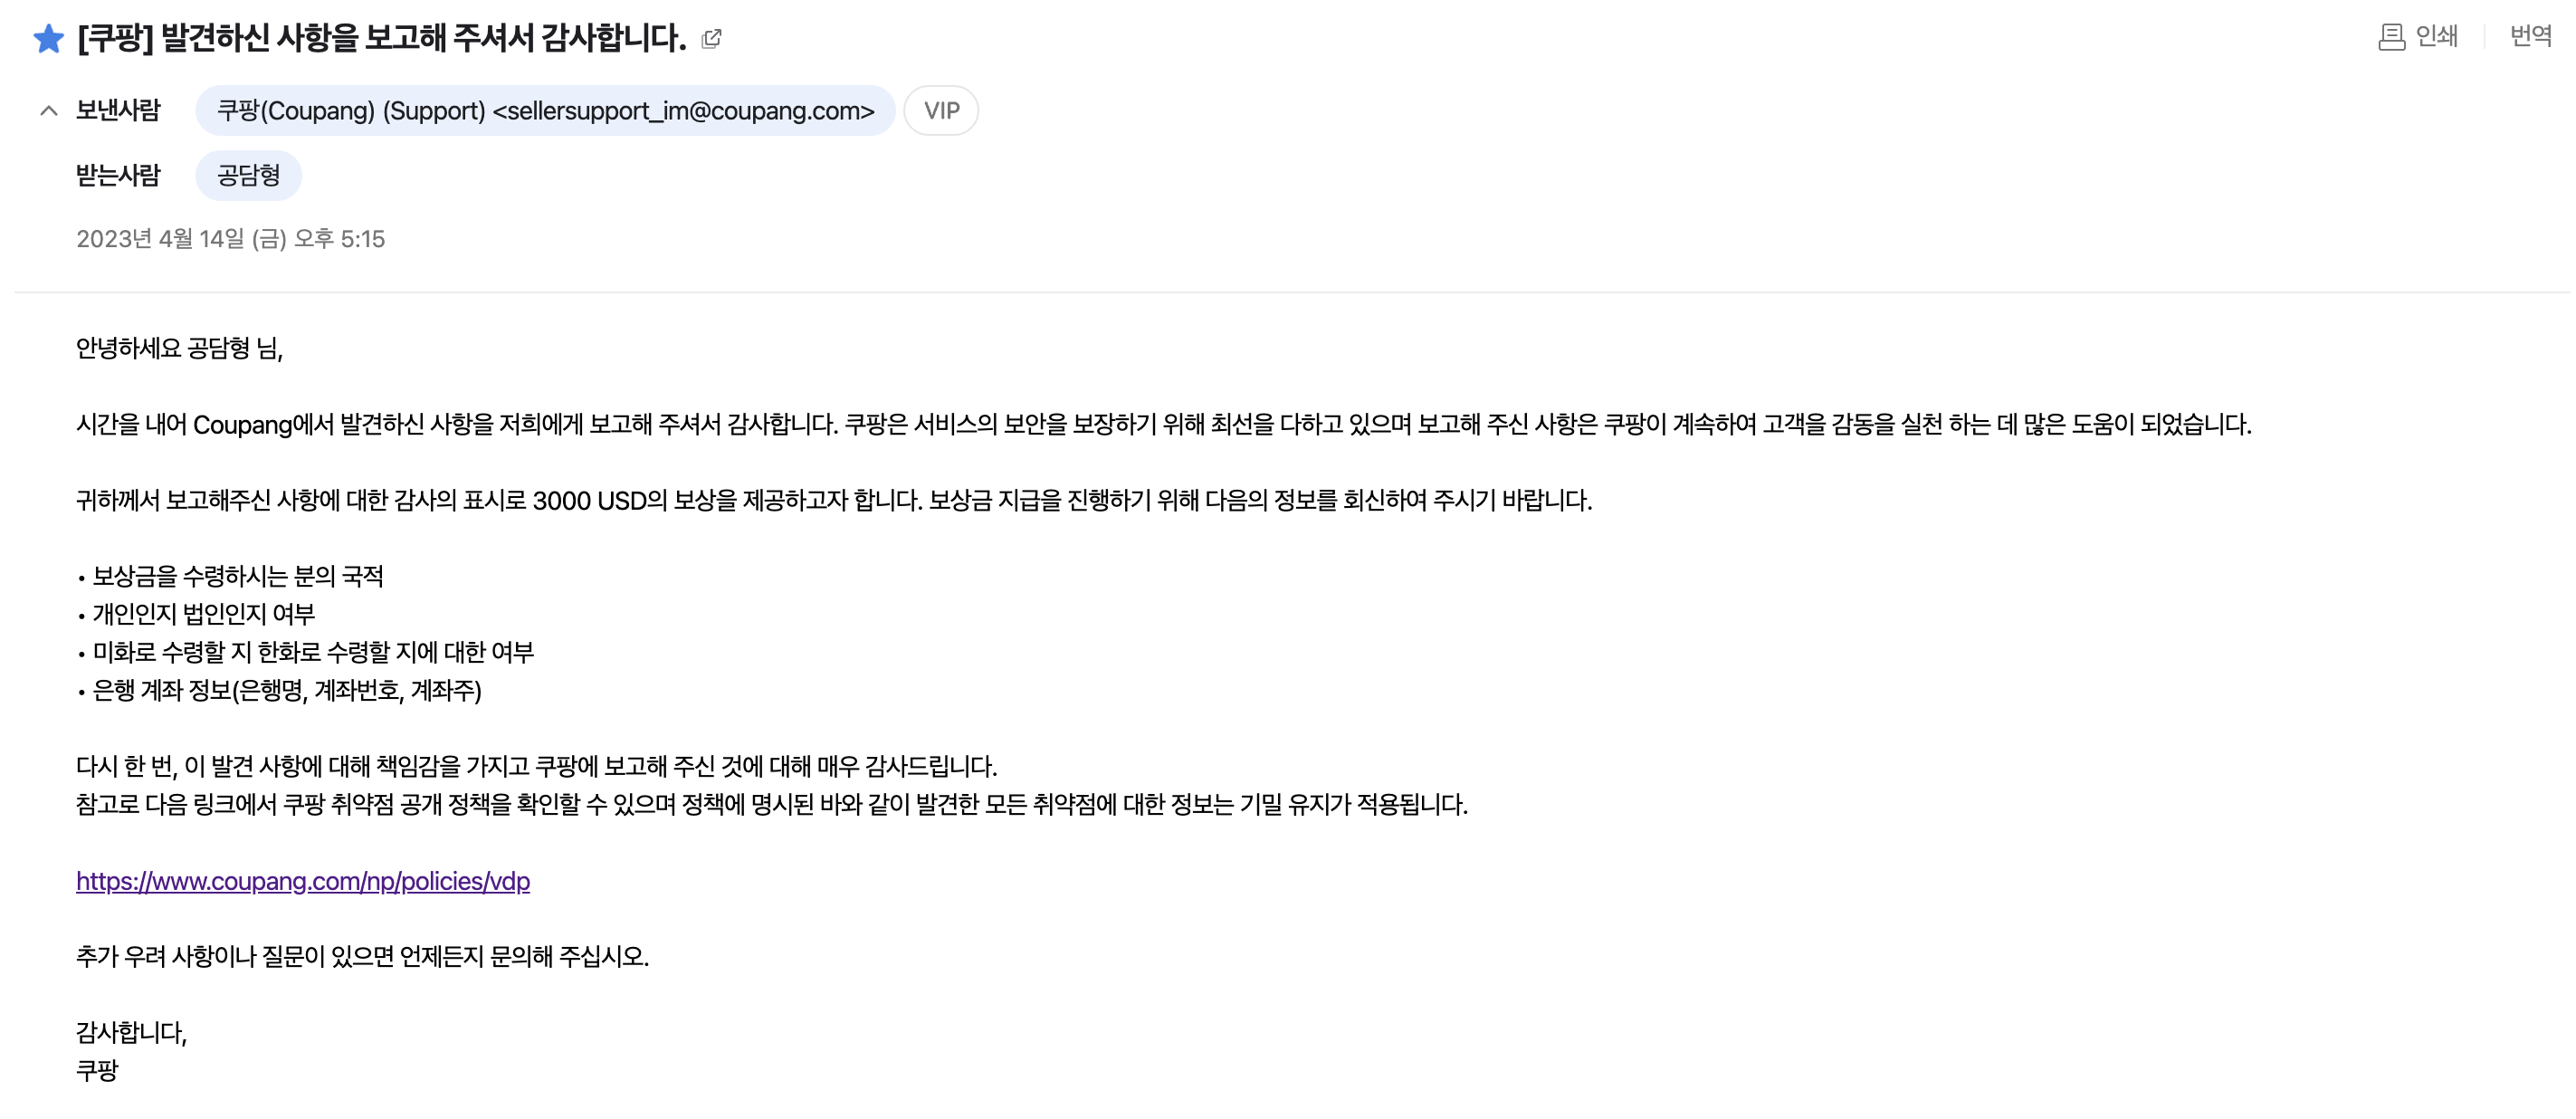 [쿠팡] 발견하신 사항을 보고해 주셔서 감사합니다.
인쇄
번역
보낸사람 쿠팡(Coupang) (Support) <sellersupport_im@coupang.com> VIP
받는사람 공담형
2023년 4월 14일 (금) 오후 5:15
안녕하세요 공담형 님,
시간을 내어 Coupang에서 발견하신 사항을 저희에게 보고해 주셔서 감사합니다. 쿠팡은 서비스의 보안을 보장하기 위해 최선을 다하고 있으며 보고해 주신 사항은 쿠팡이 계속하여 고객을 감동을 실천 하는 데 많은 도움이 되었습니다.
귀하께서 보고해주신 사항에 대한 감사의 표시로 3000 USD의 보상을 제공하고자 합니다. 보상금 지급을 진행하기 위해 다음의 정보를 회신하여 주시기 바랍니다.
• 보상금을 수령하시는 분의 국적
• 개인인지 법인인지 여부
• 미화로 수령할 지 한화로 수령할 지에 대한 여부
• 은행 계좌 정보(은행명, 계좌번호, 계좌주)
다시 한 번, 이 발견 사항에 대해 책임감을 가지고 쿠팡에 보고해 주신 것에 대해 매우 감사드립니다.
참고로 다음 링크에서 쿠팡 취약점 공개 정책을 확인할 수 있으며 정책에 명시된 바와 같이 발견한 모든 취약점에 대한 정보는 기밀 유지가 적용됩니다.
https://www.coupang.com/np/policies/vdp
추가 우려 사항이나 질문이 있으면 언제든지 문의해 주십시오.
감사합니다,
쿠팡